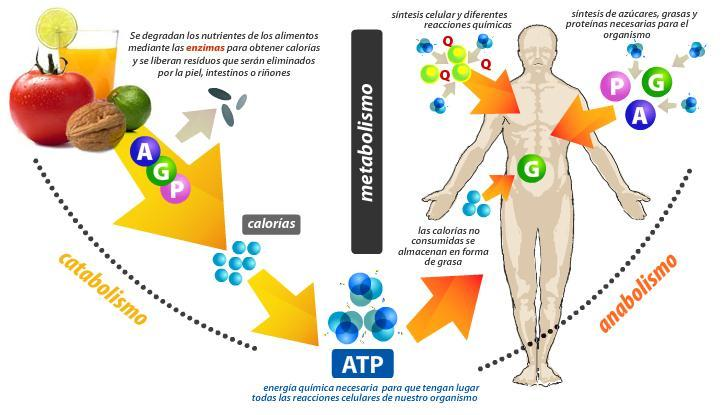 Se degradan los nutrientes de los alimentos
mediante las enzimas para obtener calorías
y se liberan resíduos que serán eliminados
por la piel, intestinos o riñones
A
G
P
calorías
catabolismo
metabolismo
ATP
energía química necesaria para que tengan lugar
todas las reacciones celulares de nuestro organismo
síntesis celular y diferentes
reacciones químicas
Q
Q
Q
síntesis de azúcares, grasas y
proteínas necesarias para el
organismo
P
G
A
G
las calorías no
consumidas se
almacenan en forma
de grasa
anabolismo